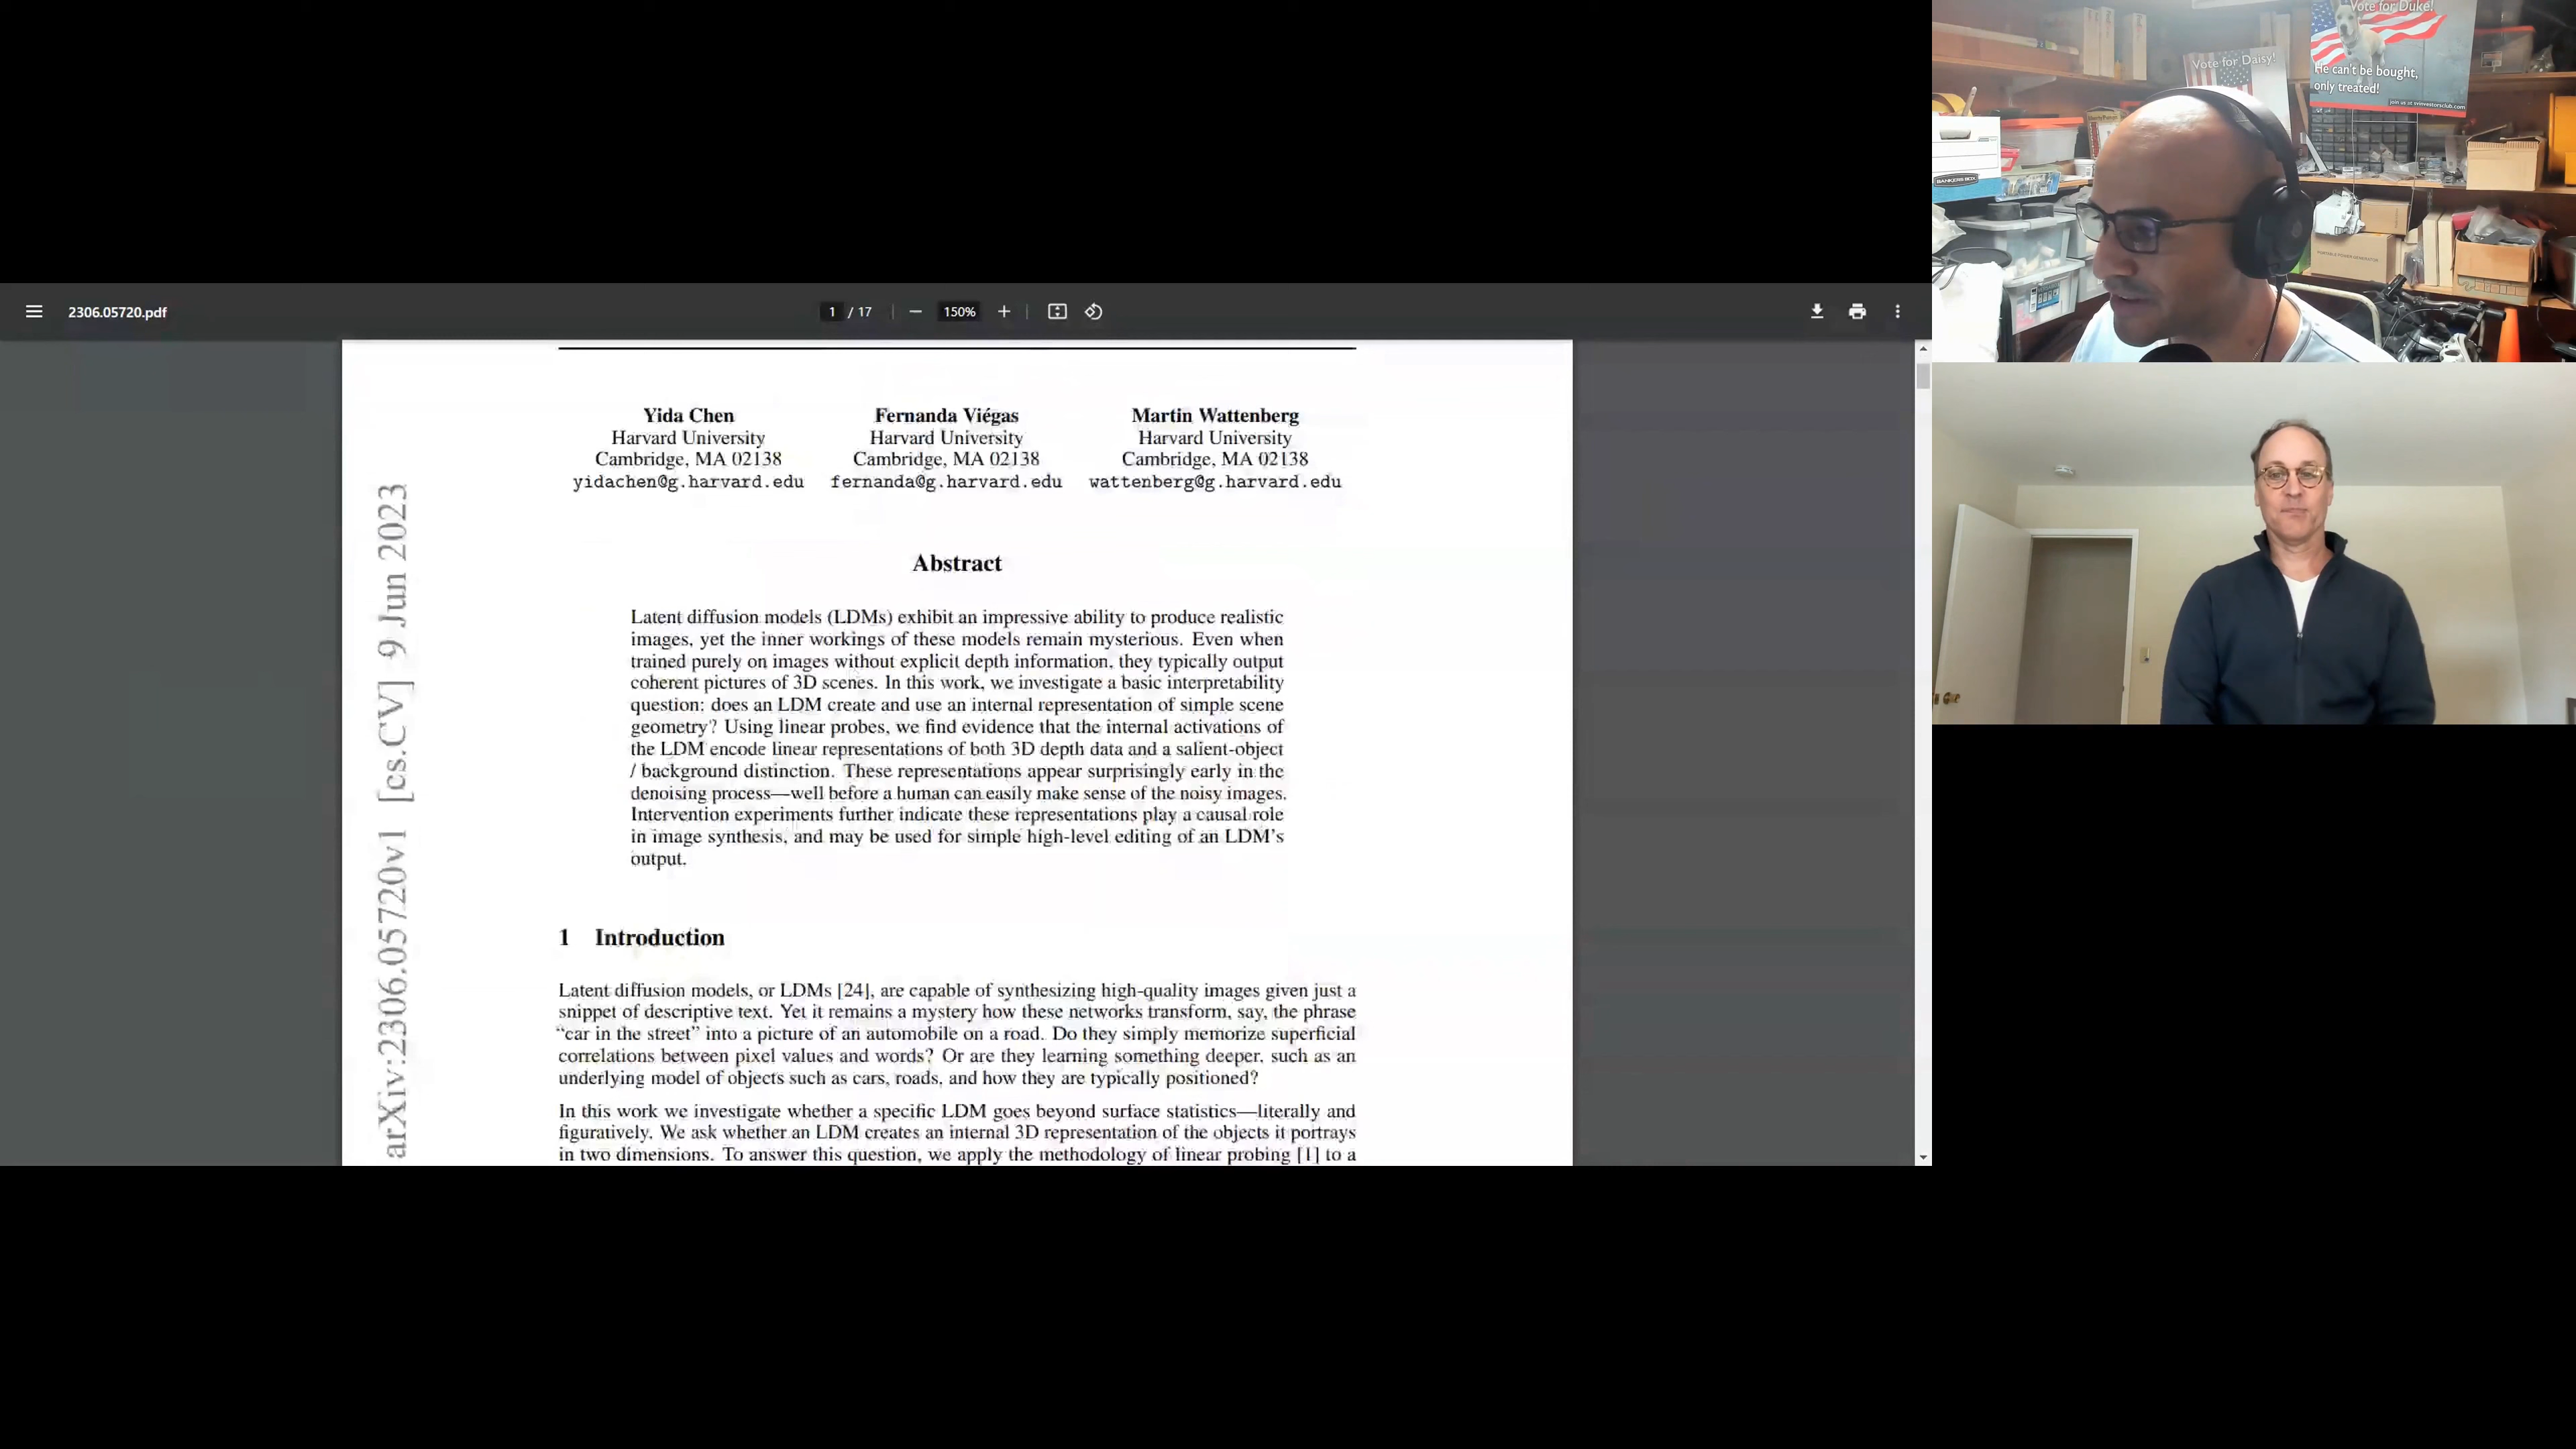 2306.05720.pdf
1 / 17
150%
Yida Chen
Harvard University
Cambridge, MA 02138
yidachen@g.harvard.edu
Fernanda Viégas
Harvard University
Cambridge, MA 02138
fernanda@g.harvard.edu
Martin Wattenberg
Harvard University
Cambridge, MA 02138
wattenberg@g.harvard.edu
Abstract
Latent diffusion models (LDMs) exhibit an impressive ability to produce realistic
images, yet the inner workings of these models remain mysterious. Even when
trained purely on images without explicit depth information, they typically output
coherent pictures of 3D scenes. In this work, we investigate a basic interpretability
question: does an LDM create and use an internal representation of simple scene
geometry? Using linear probes, we find evidence that the internal activations of
the LDM encode linear representations of both 3D depth data and a salient-object
/ background distinction. These representations appear surprisingly early in the
denoising process—well before a human can easily make sense of the noisy images.
Intervention experiments further indicate these representations play a causal role
in image synthesis, and may be used for simple high-level editing of an LDM's
output.
1 Introduction
Latent diffusion models, or LDMs [24], are capable of synthesizing high-quality images given just a
snippet of descriptive text. Yet it remains a mystery how these networks transform, say, the phrase
“car in the street” into a picture of an automobile on a road. Do they simply memorize superficial
correlations between pixel values and words? Or are they learning something deeper, such as an
underlying model of objects such as cars, roads, and how they are typically positioned?
In this work we investigate whether a specific LDM goes beyond surface statistics—literally and
figuratively. We ask whether an LDM creates an internal 3D representation of the objects it portrays
in two dimensions. To answer this question, we apply the methodology of linear probing [1] to a
arXiv:2306.05720v1 [cs.CV] 9 Jun 2023
Vote for Duke!
He can't be bought,
only treated!
join us at svinvestorsclub.com
Vote for Daisy!
BANKERS BOX